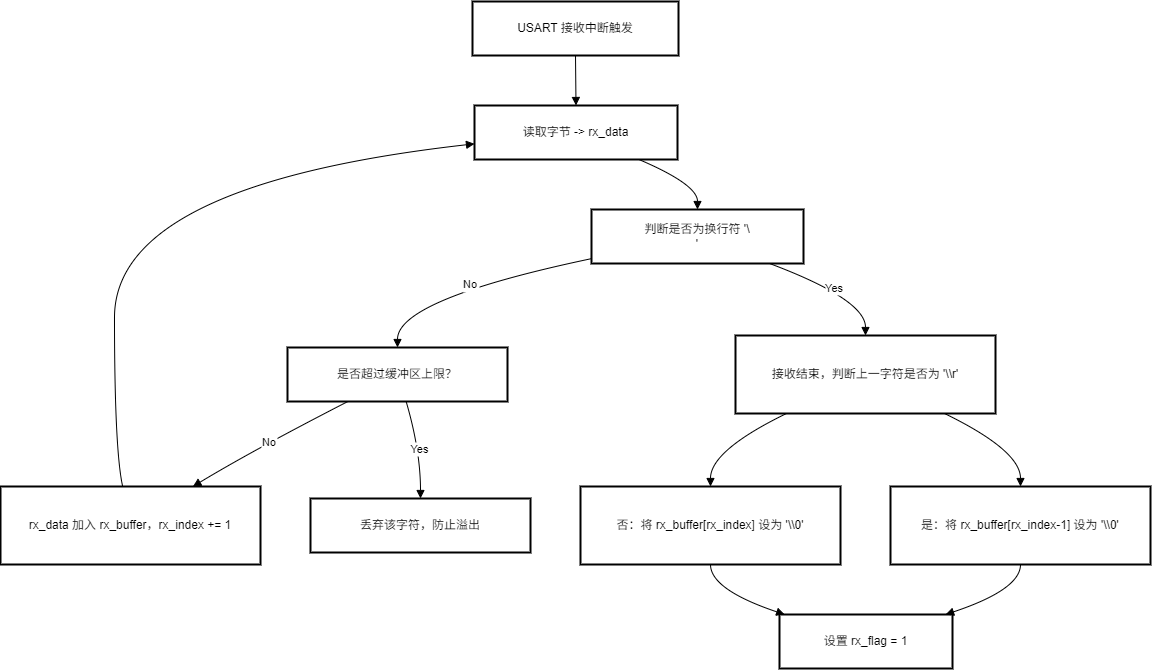 USART 接收中断触发
读取字节 -> rx_data
判断是否为换行符 '\
'
No
Yes
是否超过缓冲区上限？
接收结束，判断上一字符是否为 '\\r'
No
Yes
rx_data 加入 rx_buffer，rx_index += 1
丢弃该字符，防止溢出
否：将 rx_buffer[rx_index] 设为 '\\0'
是：将 rx_buffer[rx_index-1] 设为 '\\0'
设置 rx_flag = 1